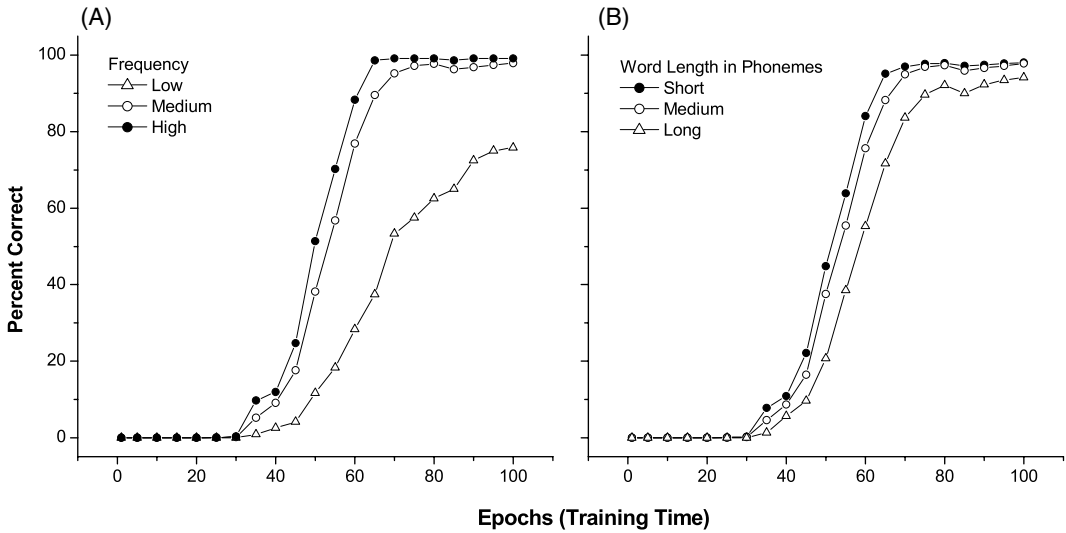 (A)
Frequency
Low
Medium
High
100
80
60
40
20
0
0 20 40 60 80 100
Percent Correct
(B)
Word Length in Phonemes
Short
Medium
Long
0 20 40 60 80 100
Epochs (Training Time)